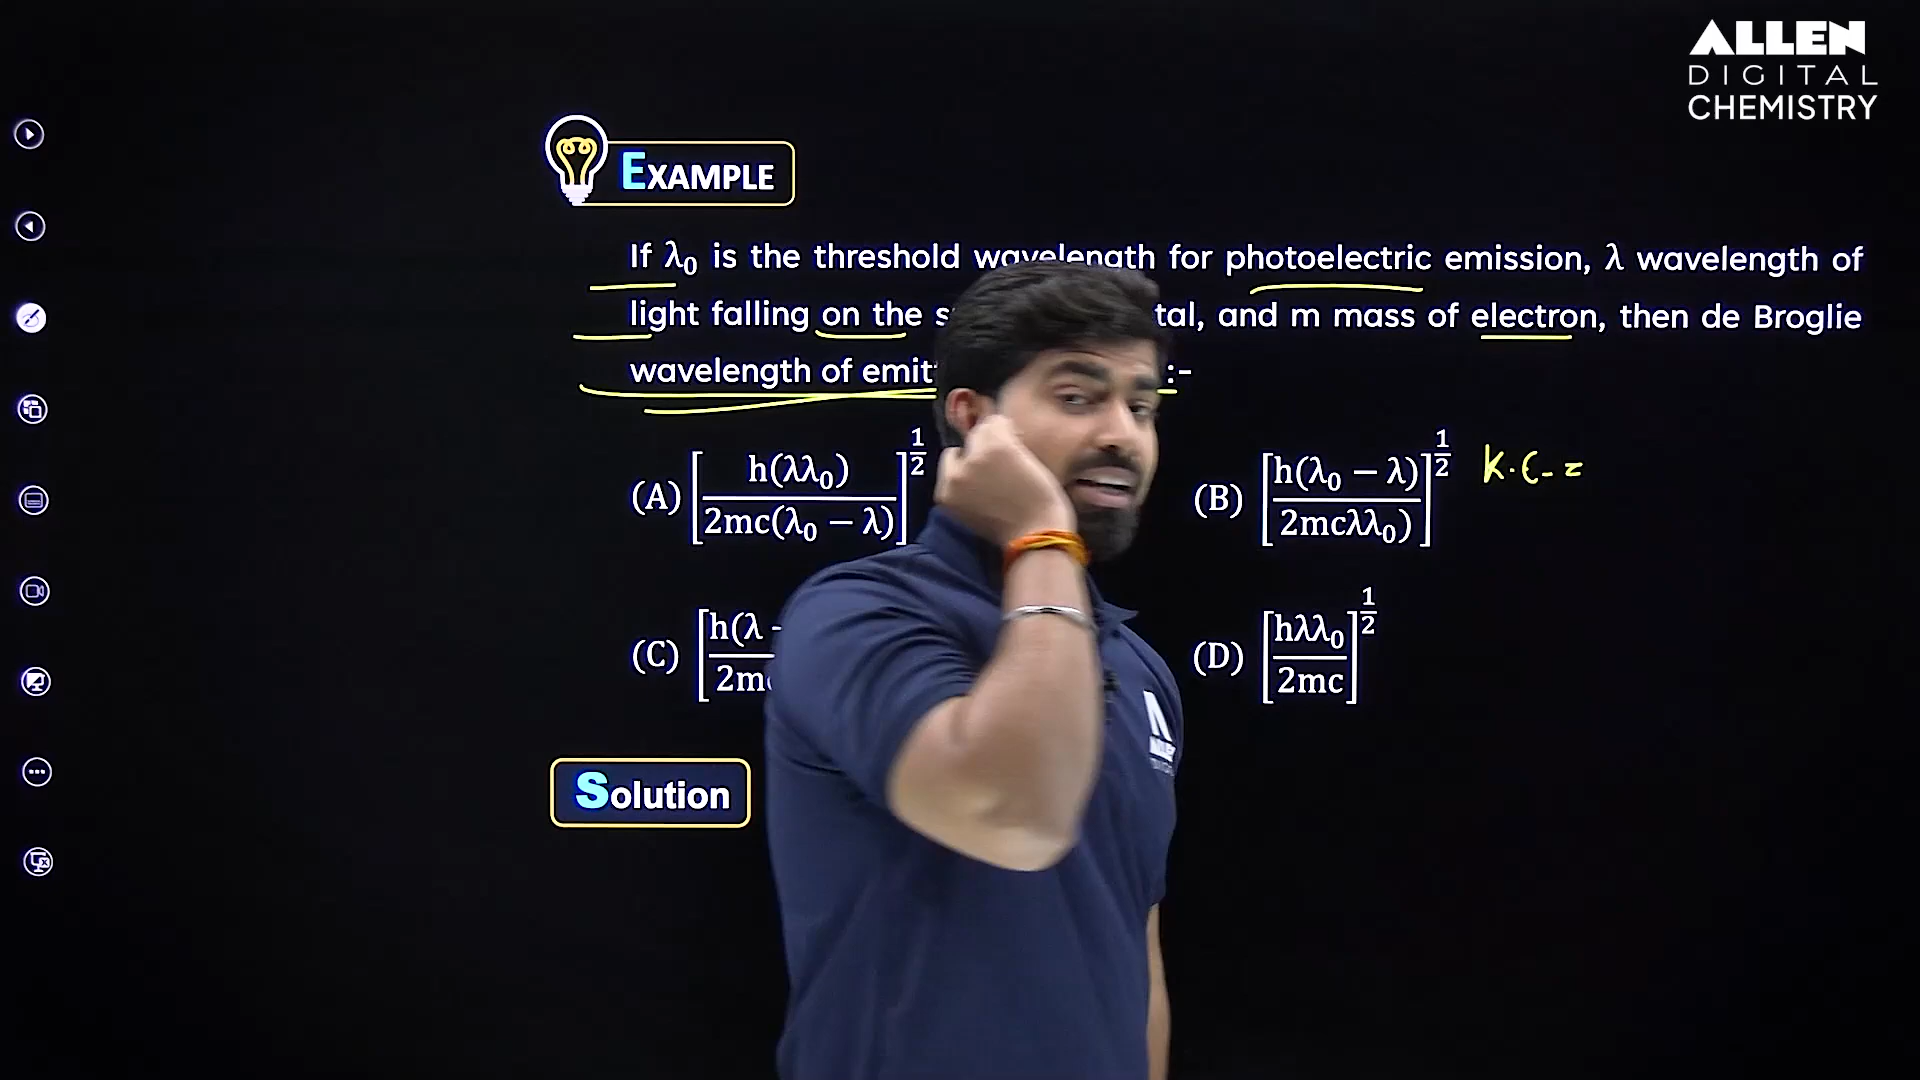 ALLEN
DIGITAL
CHEMISTRY
EXAMPLE
If λ₀ is the threshold wavelength for photoelectric emission, λ wavelength of
light falling on the tal, and m mass of electron, then de Broglie
wavelength of emit :-
(A) [h(λλ₀) / 2mc(λ₀ − λ)]^(1/2) (B) [h(λ₀ − λ) / 2mcλλ₀)]^(1/2) K.E =
(C) [h(λ - / 2m (D) [hλλ₀ / 2mc]^(1/2)
Solution